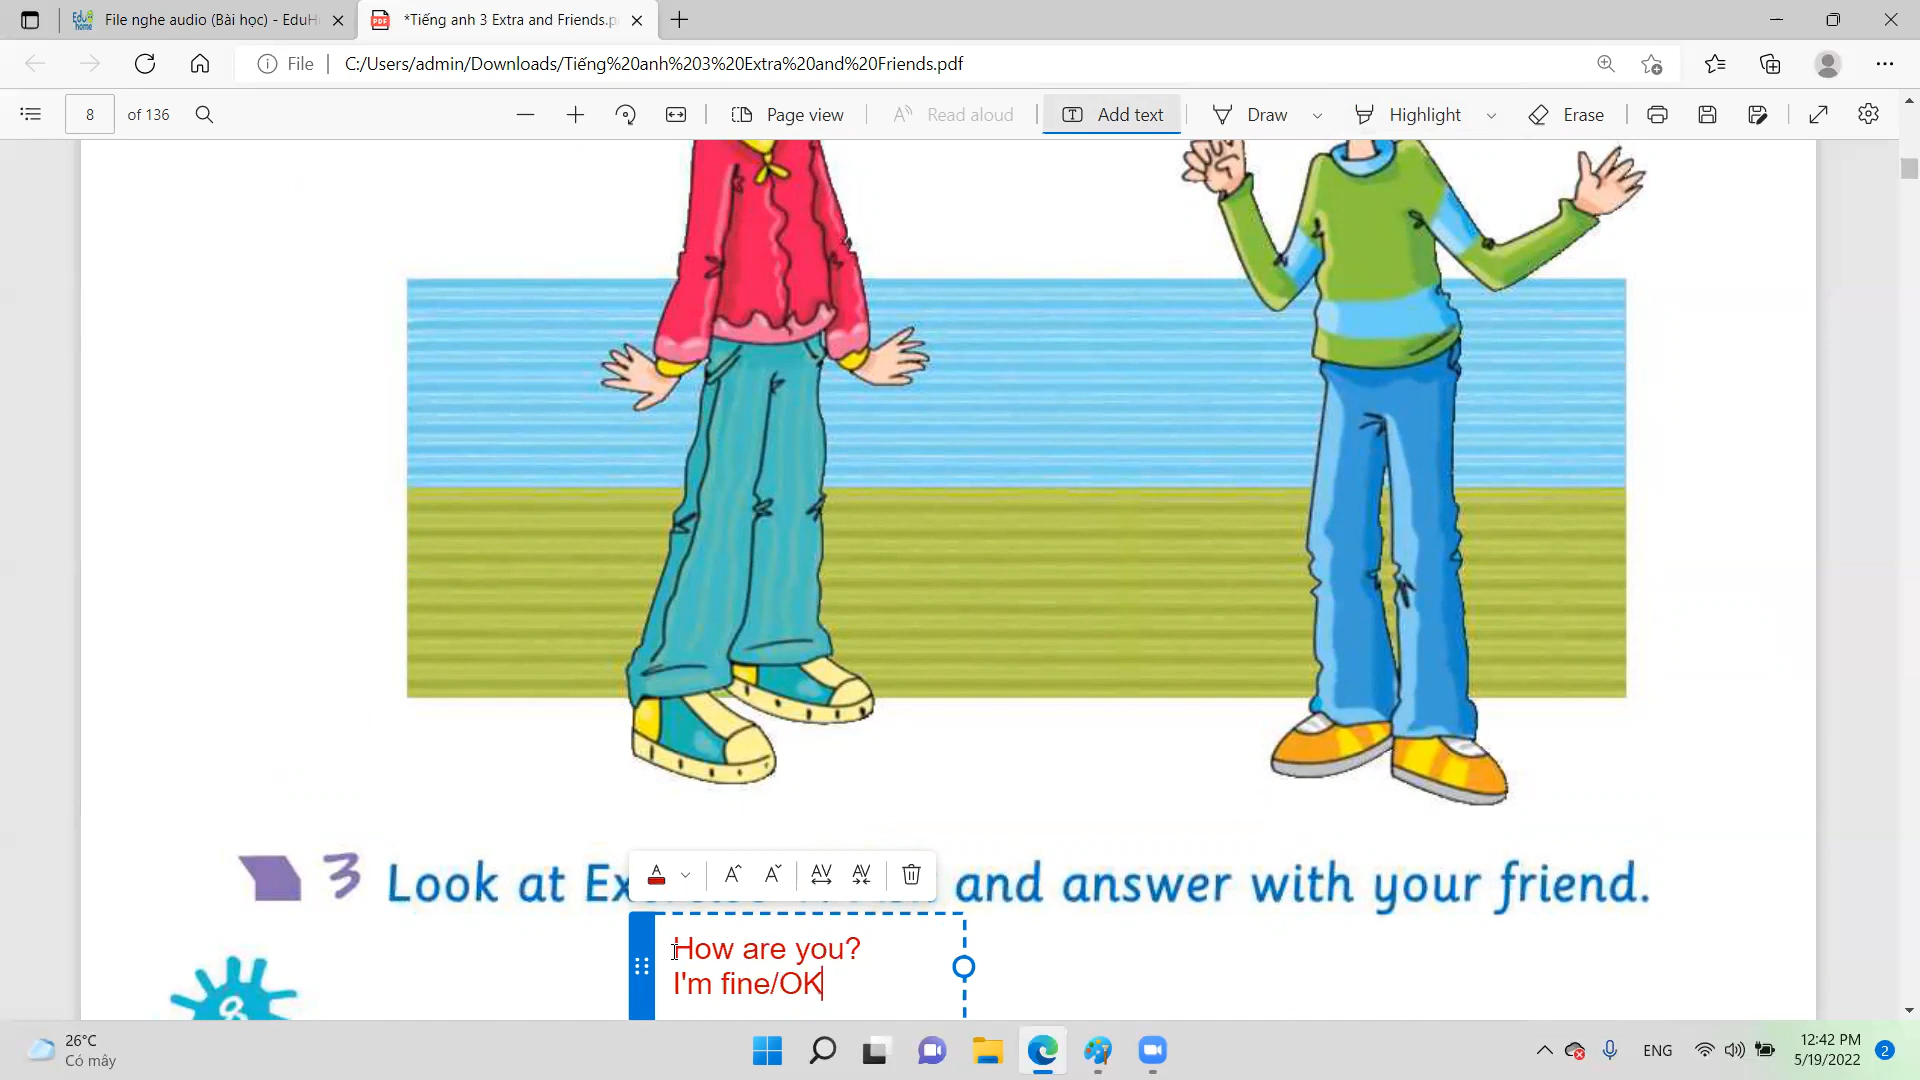 File nghe audio (Bài học) - EduH
*Tiếng anh 3 Extra and Friends.p
File
C:/Users/admin/Downloads/Tiếng%20anh%203%20Extra%20and%20Friends.pdf
8 of 136
Page view
Read aloud
Add text
Draw
Highlight
Erase
3 Look at Ex and answer with your friend.
How are you?
I'm fine/OK
8
26°C
Có mây
ENG
12:42 PM
5/19/2022
2